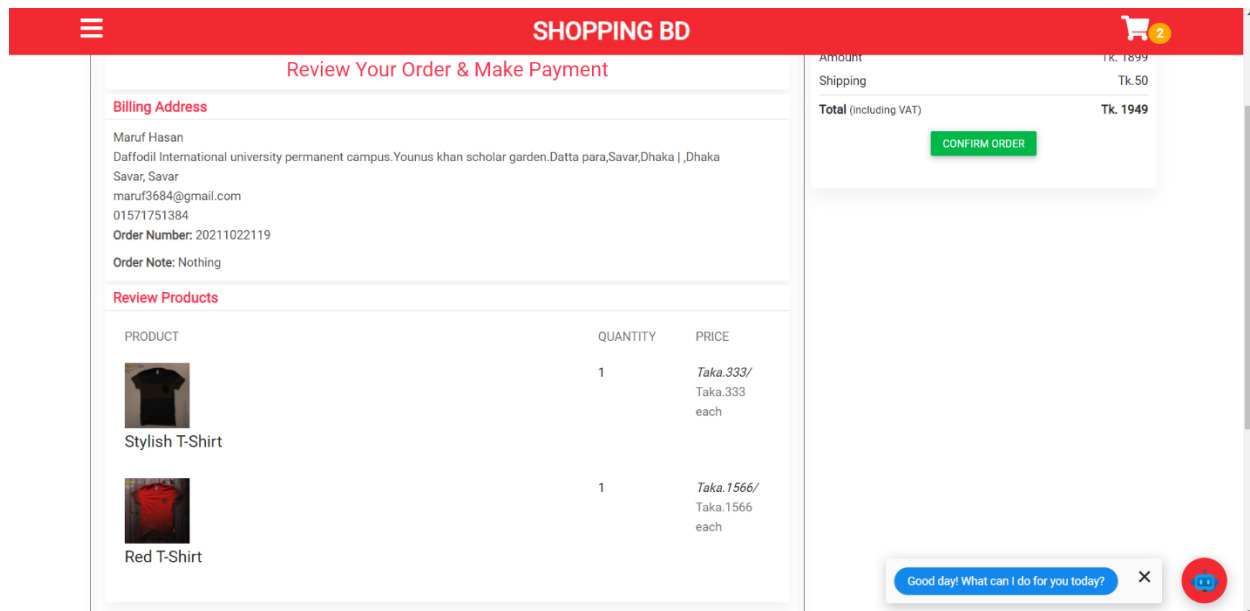 SHOPPING BD
2
Review Your Order & Make Payment
Billing Address
Maruf Hasan
Daffodil International university permanent campus.Younus khan scholar garden.Datta para,Savar,Dhaka | ,Dhaka
Savar, Savar
maruf3684@gmail.com
01571751384
Order Number: 20211022119
Order Note: Nothing
Review Products
PRODUCT QUANTITY PRICE
1 Taka.333/
Taka.333
each
Stylish T-Shirt
1 Taka.1566/
Taka.1566
each
Red T-Shirt
Amount Tk. 1899
Shipping Tk.50
Total (including VAT) Tk. 1949
CONFIRM ORDER
Good day! What can I do for you today? ×